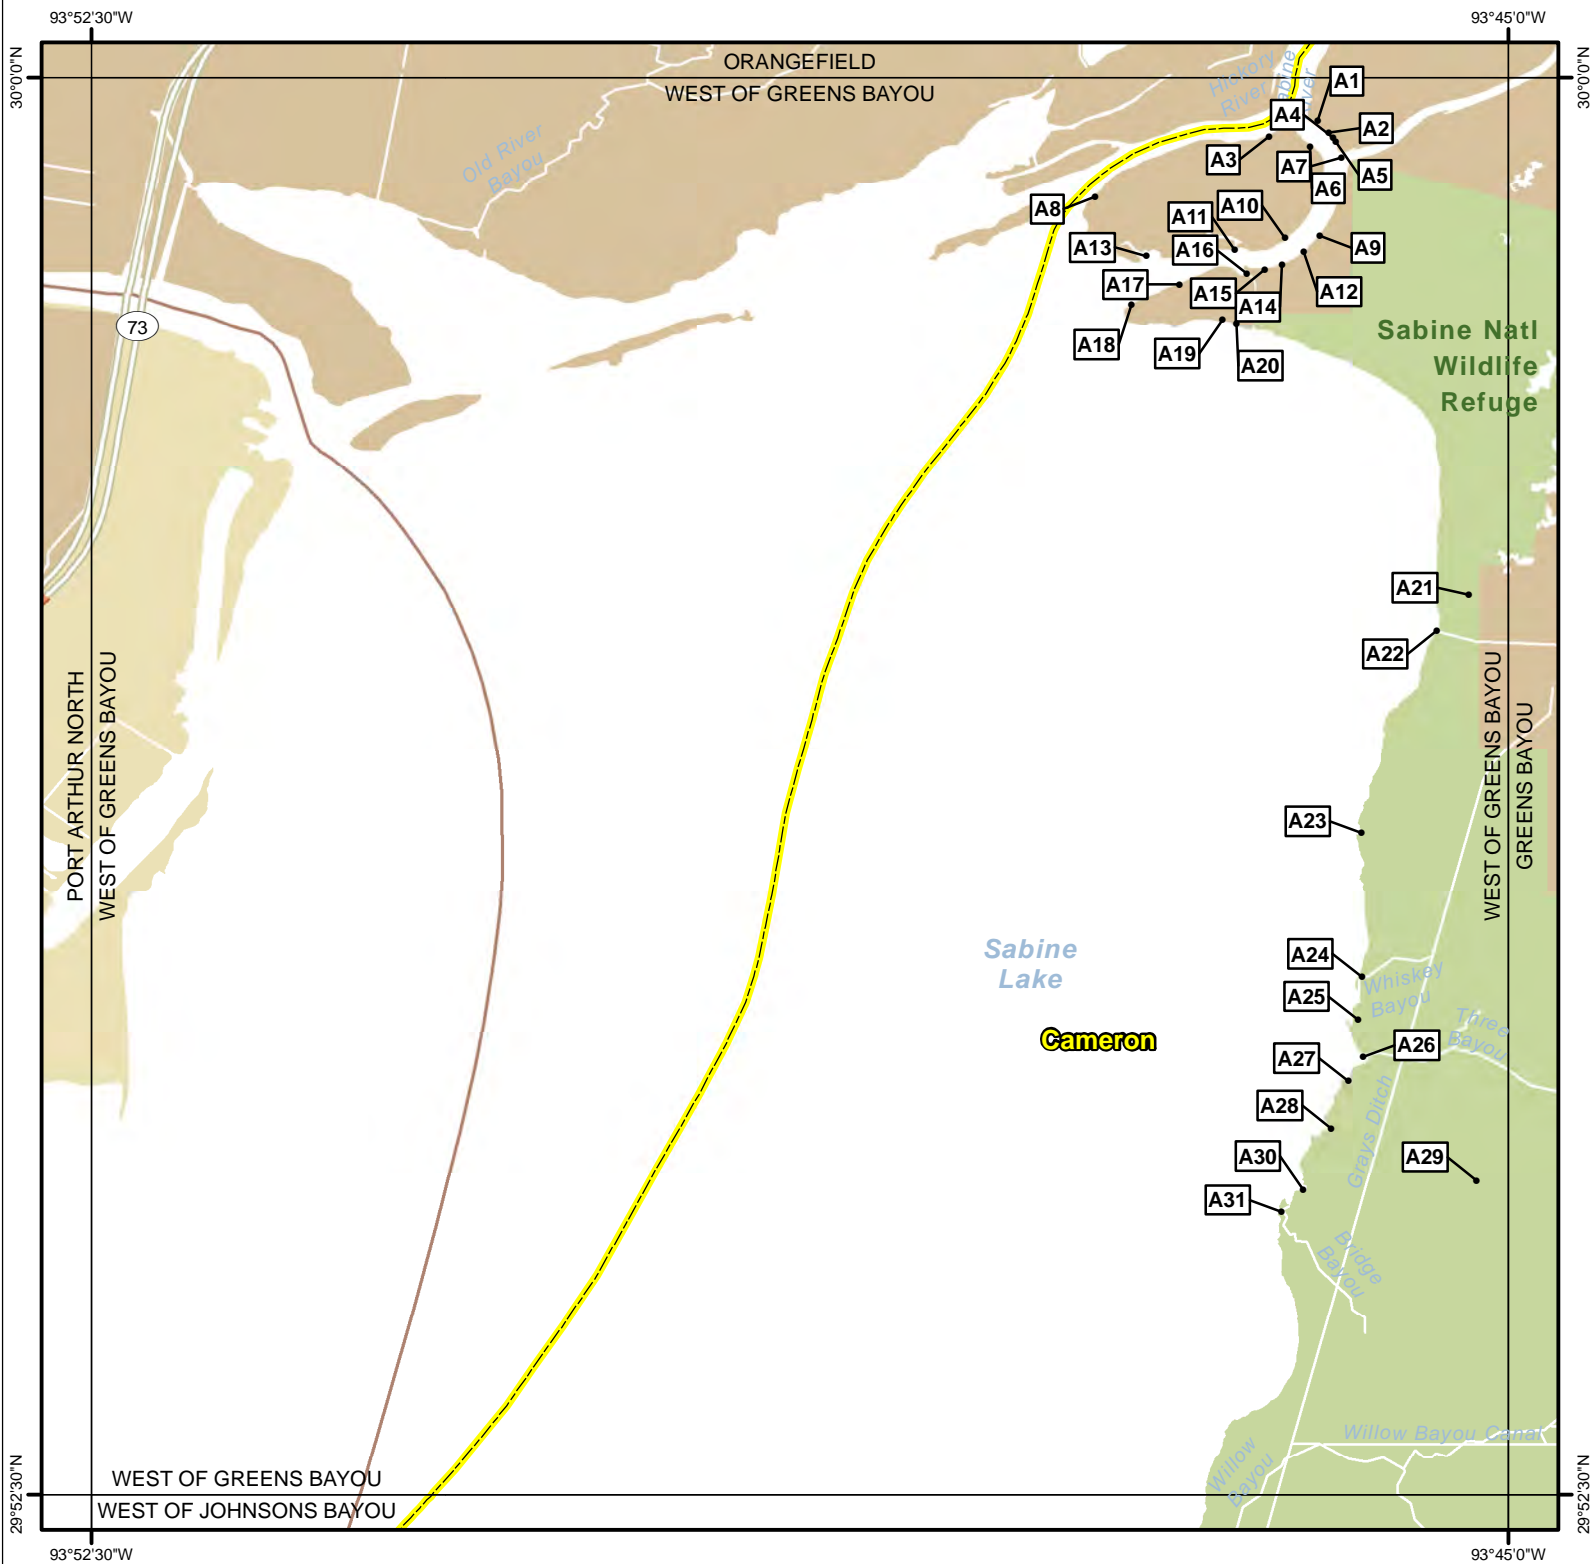 93°52'30"W
93°45'0"W
30°0'0"N
30°0'0"N
ORANGEFIELD
WEST OF GREENS BAYOU
Hickory
River
Sabine
River
Old River
Bayou
A1
A4
A2
A3
A7
A5
A6
A8
A11
A10
A13
A16
A9
A17
A15
A14
A12
A18
A19
A20
73
Sabine Natl
Wildlife
Refuge
A21
A22
PORT ARTHUR NORTH
WEST OF GREENS BAYOU
WEST OF GREENS BAYOU
GREENS BAYOU
A23
Sabine
Lake
A24
Whiskey
Bayou
A25
Three
Bayou
Cameron
A26
A27
A28
Grays Ditch
A30
A29
A31
Bridge
Bayou
Willow Bayou Canal
Willow
Bayou
WEST OF GREENS BAYOU
WEST OF JOHNSONS BAYOU
29°52'30"N
29°52'30"N
93°52'30"W
93°45'0"W